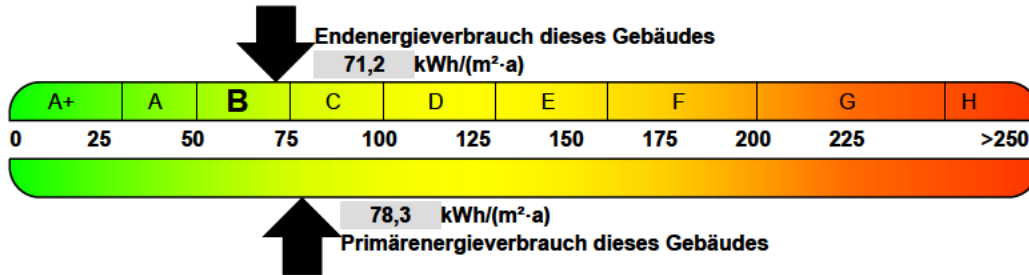 Endenergieverbrauch dieses Gebäudes
71,2 kWh/(m²·a)
A+ A B C D E F G H
0 25 50 75 100 125 150 175 200 225 >250
78,3 kWh/(m²·a)
Primärenergieverbrauch dieses Gebäudes